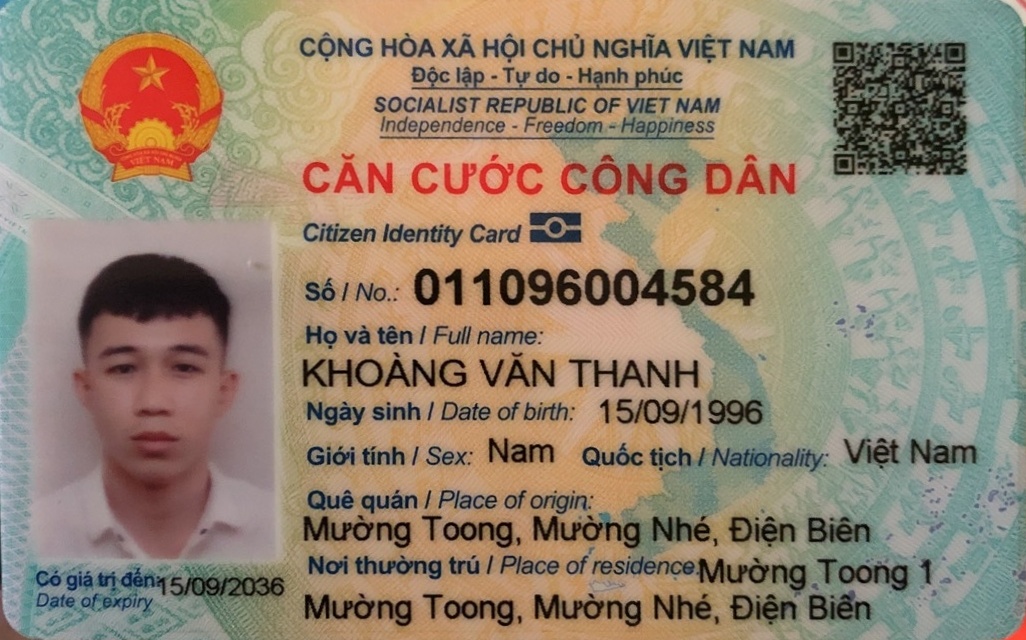 CỘNG HÒA XÃ HỘI CHỦ NGHĨA VIỆT NAM
Độc lập - Tự do - Hạnh phúc
SOCIALIST REPUBLIC OF VIET NAM
Independence - Freedom - Happiness
CĂN CƯỚC CÔNG DÂN
Citizen Identity Card
Số / No.: 011096004584
Họ và tên / Full name:
KHOÀNG VĂN THANH
Ngày sinh / Date of birth: 15/09/1996
Giới tính / Sex: Nam Quốc tịch / Nationality: Việt Nam
Quê quán / Place of origin:
Mường Toong, Mường Nhé, Điện Biên
Nơi thường trú / Place of residence: Mường Toong 1
Mường Toong, Mường Nhé, Điện Biên
Có giá trị đến: 15/09/2036
Date of expiry
VIỆT NAM